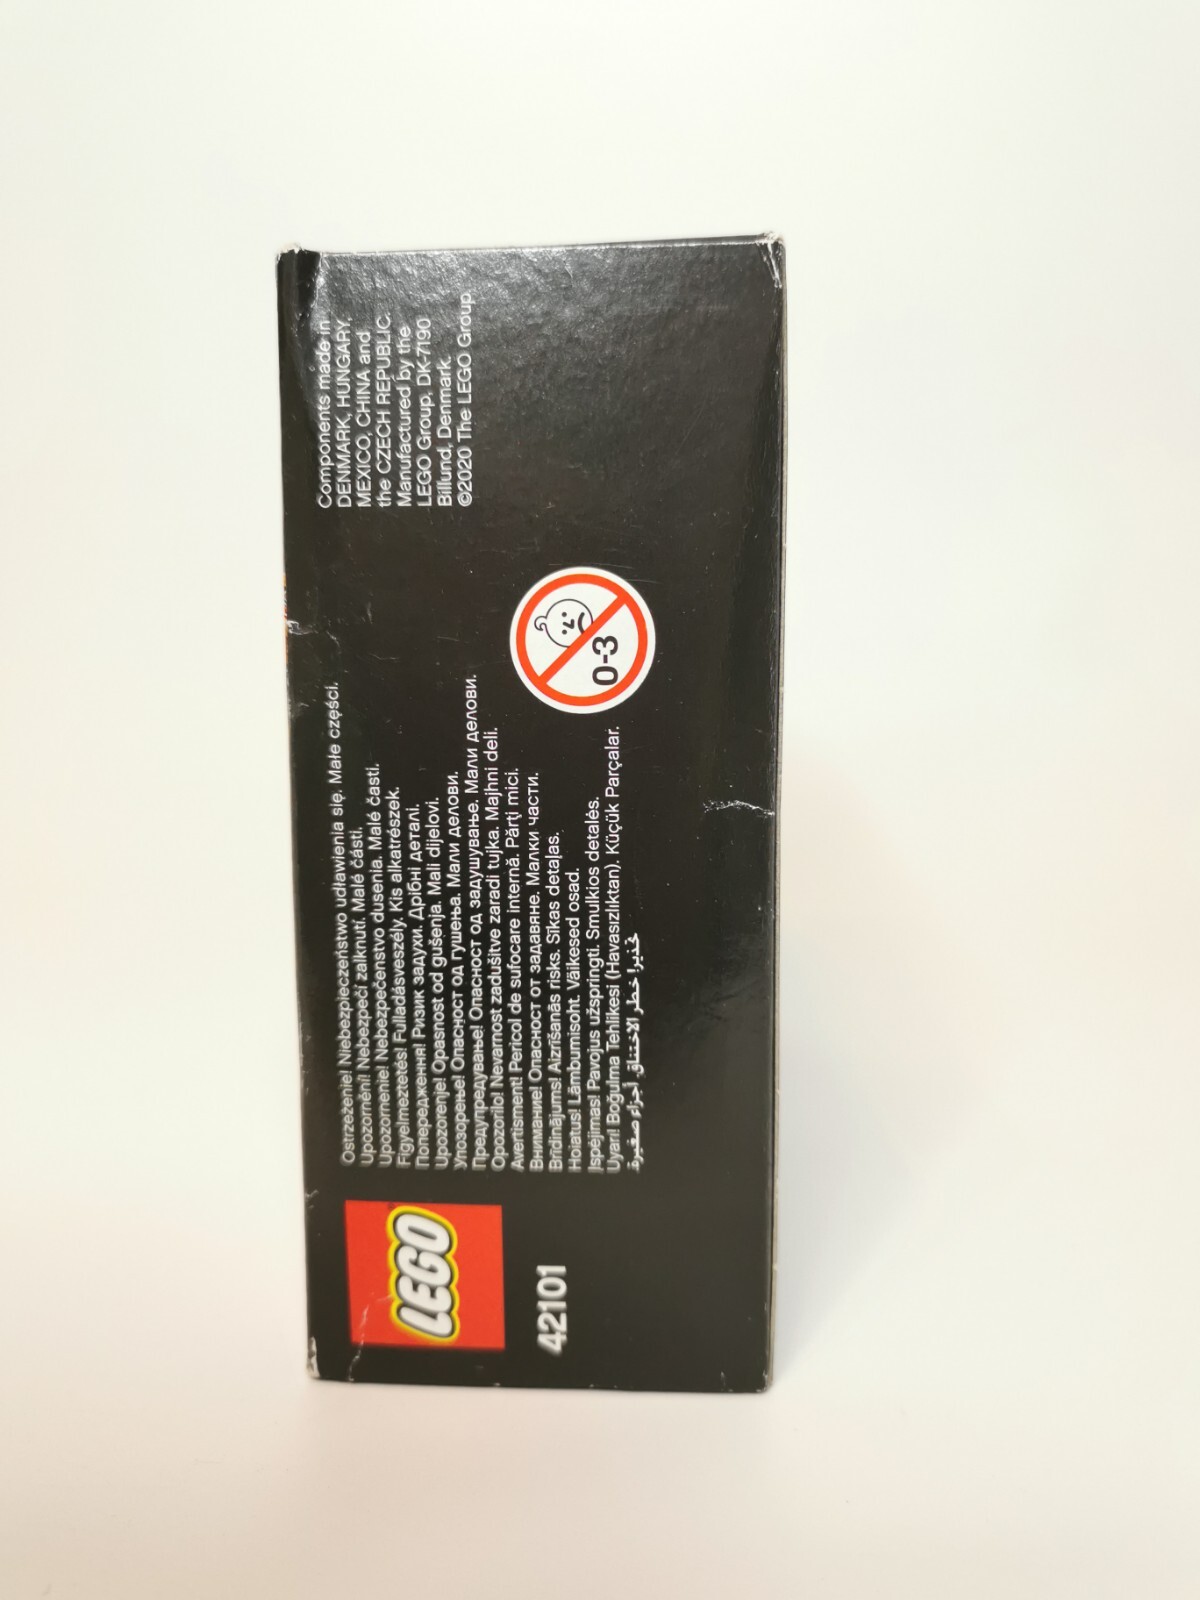 LEGO
42101
Ostrzeżenie! Niebezpieczeństwo udławienia się. Małe części.
Upozornění! Nebezpečí zalknutí. Malé části.
Upozornenie! Nebezpečenstvo dusenia. Malé časti.
Figyelmeztetés! Fulladásveszély. Kis alkatrészek.
Попередження! Ризик задухи. Дрібні деталі.
Upozorenje! Opasnost od gušenja. Mali dijelovi.
Упозорење! Опасност од гушења. Мали делови.
Предупредување! Опасност од задушување. Мали делови.
Opozorilo! Nevarnost zadušitve zaradi tujka. Majhni deli.
Avertisment! Pericol de sufocare internă. Părţi mici.
Внимание! Опасност от задавяне. Малки части.
Brīdinājums! Aizrīšanās risks. Sīkas detaļas.
Hoiatus! Lämbumisoht. Väikesed osad.
Įspėjimas! Pavojus užspringti. Smulkios detalės.
Uyarı! Boğulma Tehlikesi (Havasızlıktan). Küçük Parçalar.
تحذير! خطر الاختناق. أجزاء صغيرة.
0-3
Components made in
DENMARK, HUNGARY,
MEXICO, CHINA and
the CZECH REPUBLIC.
Manufactured by the
LEGO Group, DK-7190
Billund, Denmark.
©2020 The LEGO Group.